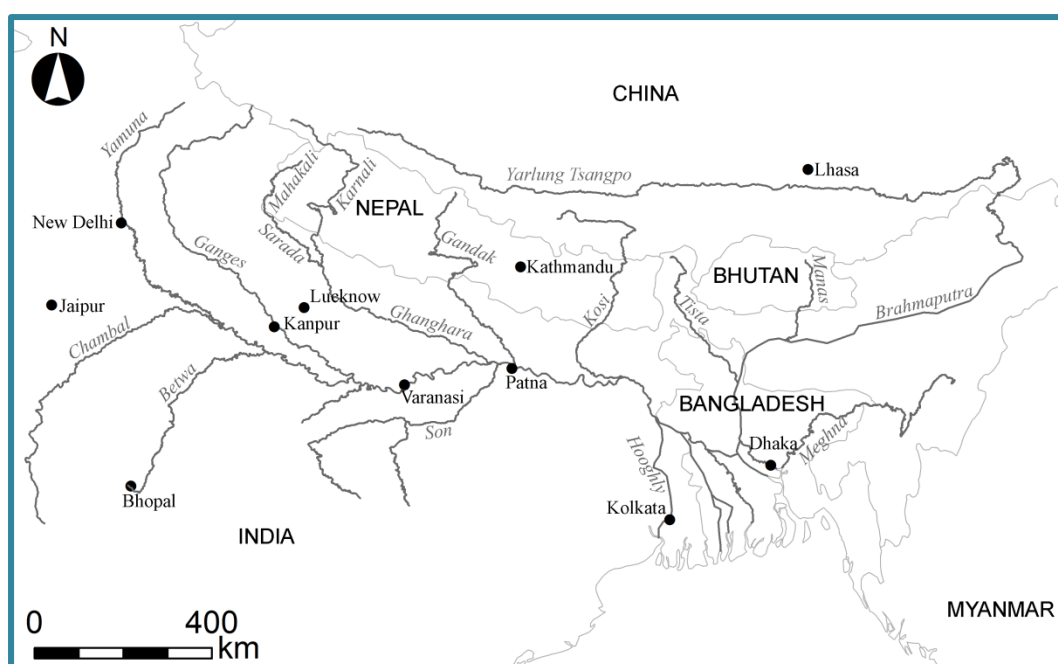 N
CHINA
Yamuna
Mahakali
Karnali
Yarlung Tsangpo
Lhasa
NEPAL
New Delhi
Sarada
Ganges
Gandak
Kathmandu
BHUTAN
Manas
Jaipur
Lucknow
Kanpur
Ghanghara
Kosi
Tista
Brahmaputra
Chambal
Betwa
Varanasi
Patna
BANGLADESH
Son
Hooghly
Dhaka
Meghna
Bhopal
Kolkata
INDIA
MYANMAR
0 400
km